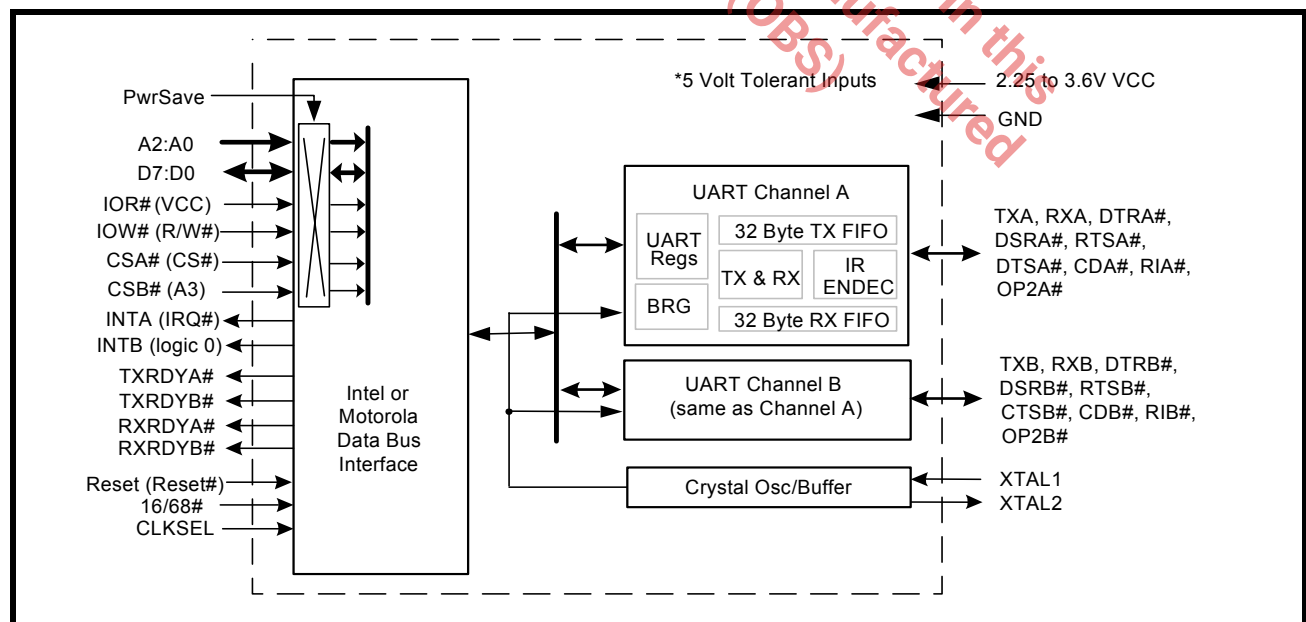 in this
nufactured
(OBS)
*5 Volt Tolerant Inputs
2.25 to 3.6V VCC
GND
PwrSave
A2:A0
D7:D0
IOR# (VCC)
IOW# (R/W#)
CSA# (CS#)
CSB# (A3)
INTA (IRQ#)
INTB (logic 0)
TXRDYA#
TXRDYB#
RXRDYA#
RXRDYB#
Reset (Reset#)
16/68#
CLKSEL
Intel or
Motorola
Data Bus
Interface
UART Channel A
UART
Regs
BRG
32 Byte TX FIFO
TX & RX
IR
ENDEC
32 Byte RX FIFO
UART Channel B
(same as Channel A)
Crystal Osc/Buffer
TXA, RXA, DTRA#,
DSRA#, RTSA#,
DTSA#, CDA#, RIA#,
OP2A#
TXB, RXB, DTRB#,
DSRB#, RTSB#,
CTSB#, CDB#, RIB#,
OP2B#
XTAL1
XTAL2